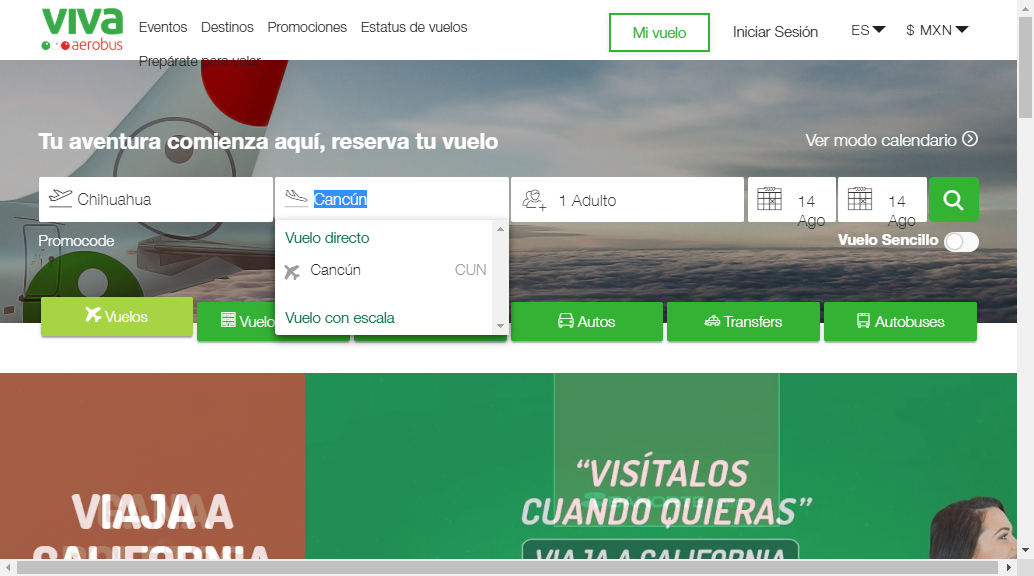 viva
aerobus
Eventos Destinos Promociones Estatus de vuelos
Prepárate para volar
Mi vuelo
Iniciar Sesión
ES
$ MXN
Tu aventura comienza aquí, reserva tu vuelo
Ver modo calendario
Chihuahua
Cancún
1 Adulto
14
Ago
14
Ago
Promocode
Vuelo Sencillo
Vuelo directo
Cancún CUN
Vuelo con escala
Vuelos
Vuelo
Autos
Transfers
Autobuses
VIAJA A
CALIFORNIA
“VISÍTALOS
CUANDO QUIERAS”
VIAJA A CALIFORNIA